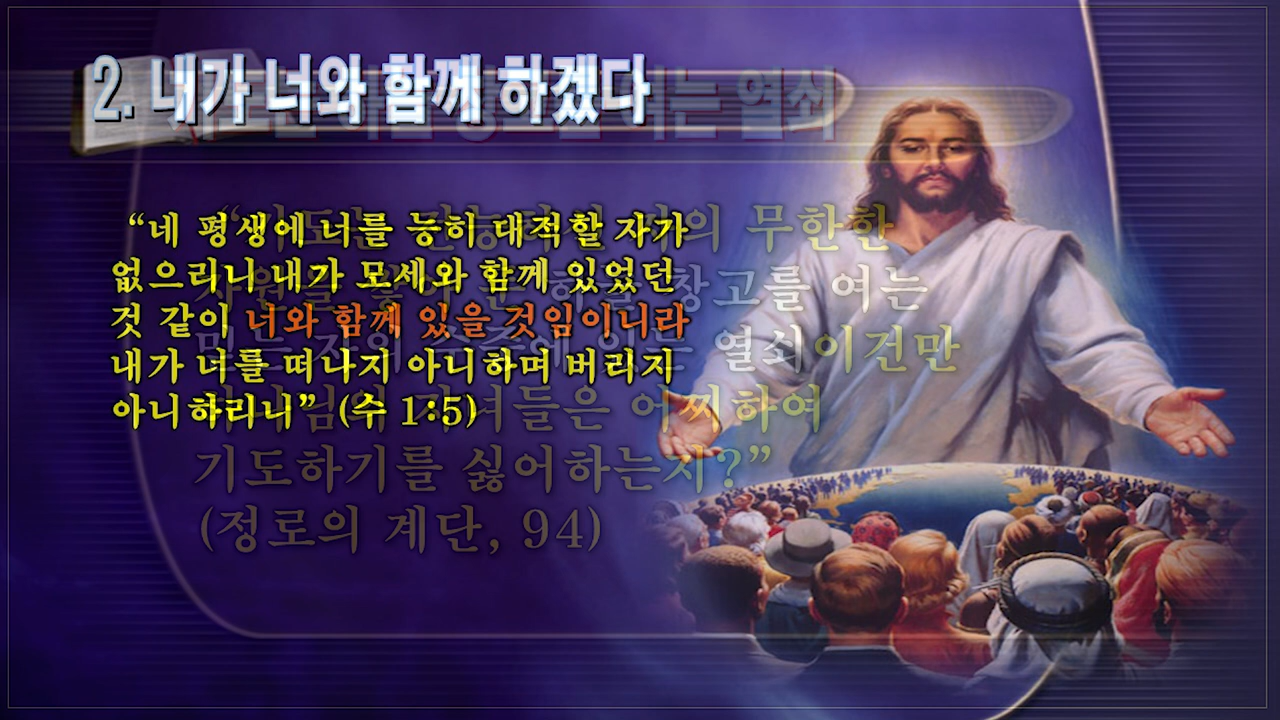 2. 내가 너와 함께 하겠다
는 열쇠
“네 평생에 너를 능히 대적할 자가
없으리니 내가 모세와 함께 있었던
것 같이 너와 함께 있을 것임이니라
내가 너를 떠나지 아니하며 버리지
아니하리니” (수 1:5)
무한한
창고를 여는
열쇠이건만
어찌하여
기도하기를 싫어하는지?”
(정로의 계단, 94)